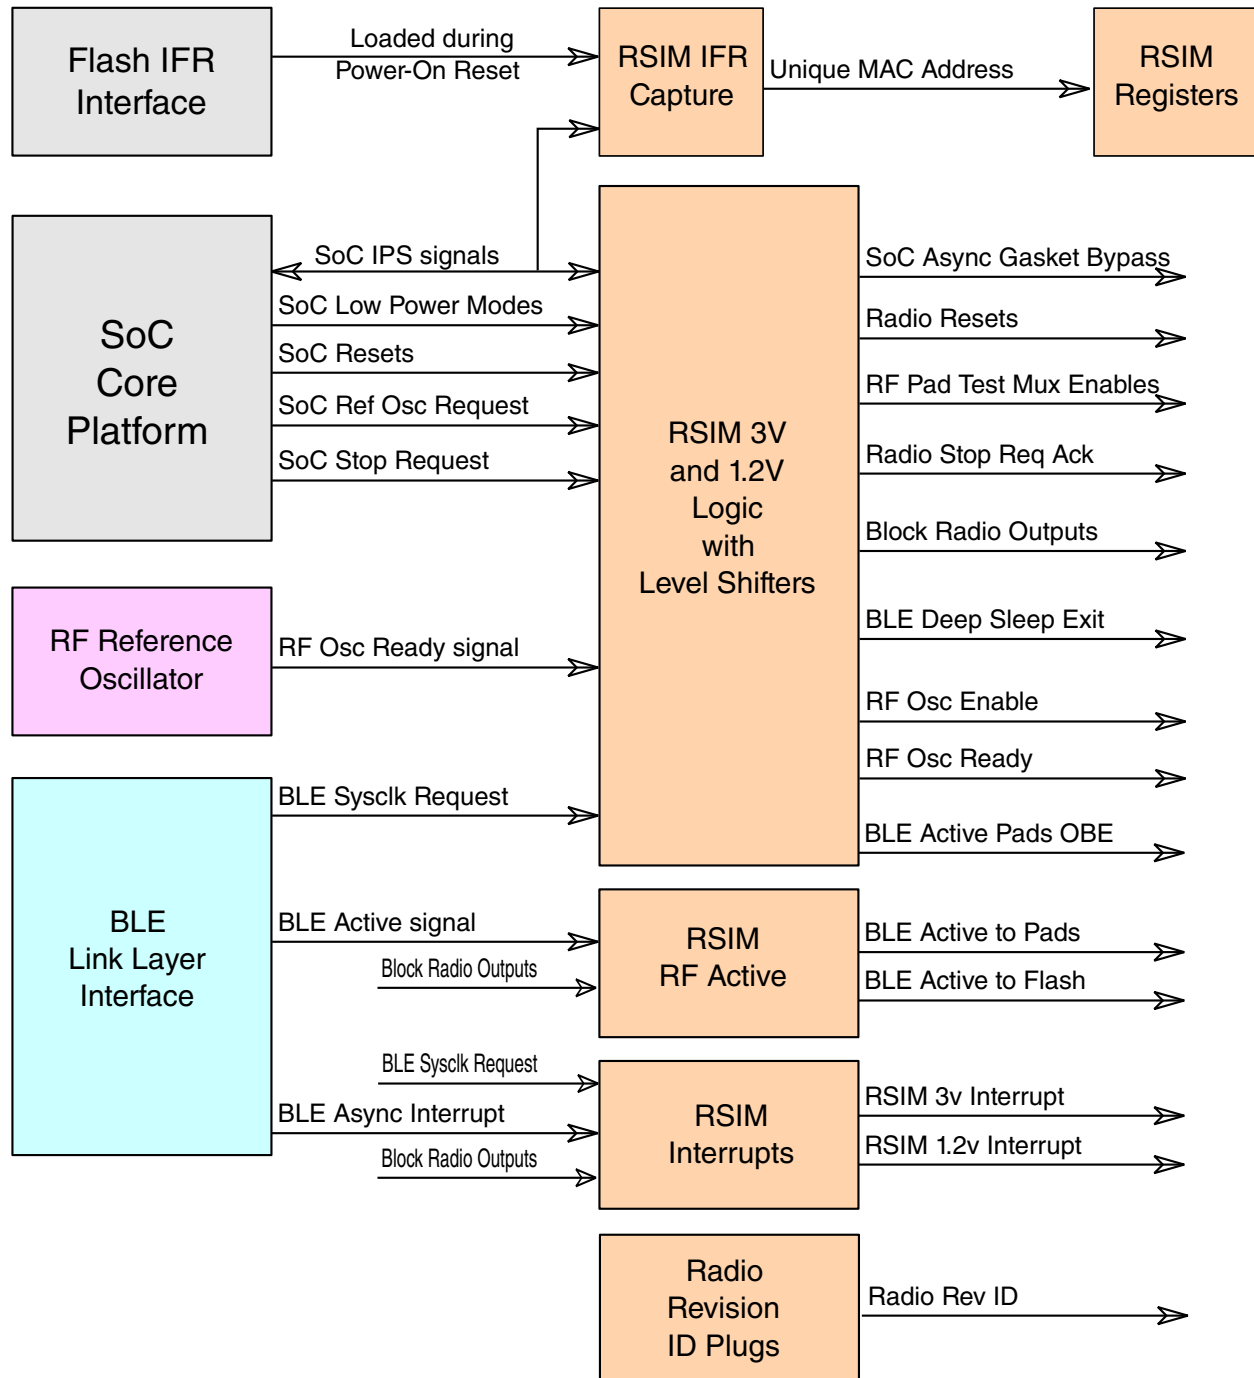 Flash IFR
Interface
Loaded during
Power-On Reset
RSIM IFR
Capture
Unique MAC Address
RSIM
Registers
SoC
Core
Platform
SoC IPS signals
SoC Low Power Modes
SoC Resets
SoC Ref Osc Request
SoC Stop Request
RSIM 3V
and 1.2V
Logic
with
Level Shifters
SoC Async Gasket Bypass
Radio Resets
RF Pad Test Mux Enables
Radio Stop Req Ack
Block Radio Outputs
BLE Deep Sleep Exit
RF Osc Enable
RF Osc Ready
BLE Active Pads OBE
RF Reference
Oscillator
RF Osc Ready signal
BLE
Link Layer
Interface
BLE Sysclk Request
BLE Active signal
Block Radio Outputs
RSIM
RF Active
BLE Active to Pads
BLE Active to Flash
BLE Sysclk Request
BLE Async Interrupt
Block Radio Outputs
RSIM
Interrupts
RSIM 3v Interrupt
RSIM 1.2v Interrupt
Radio
Revision
ID Plugs
Radio Rev ID